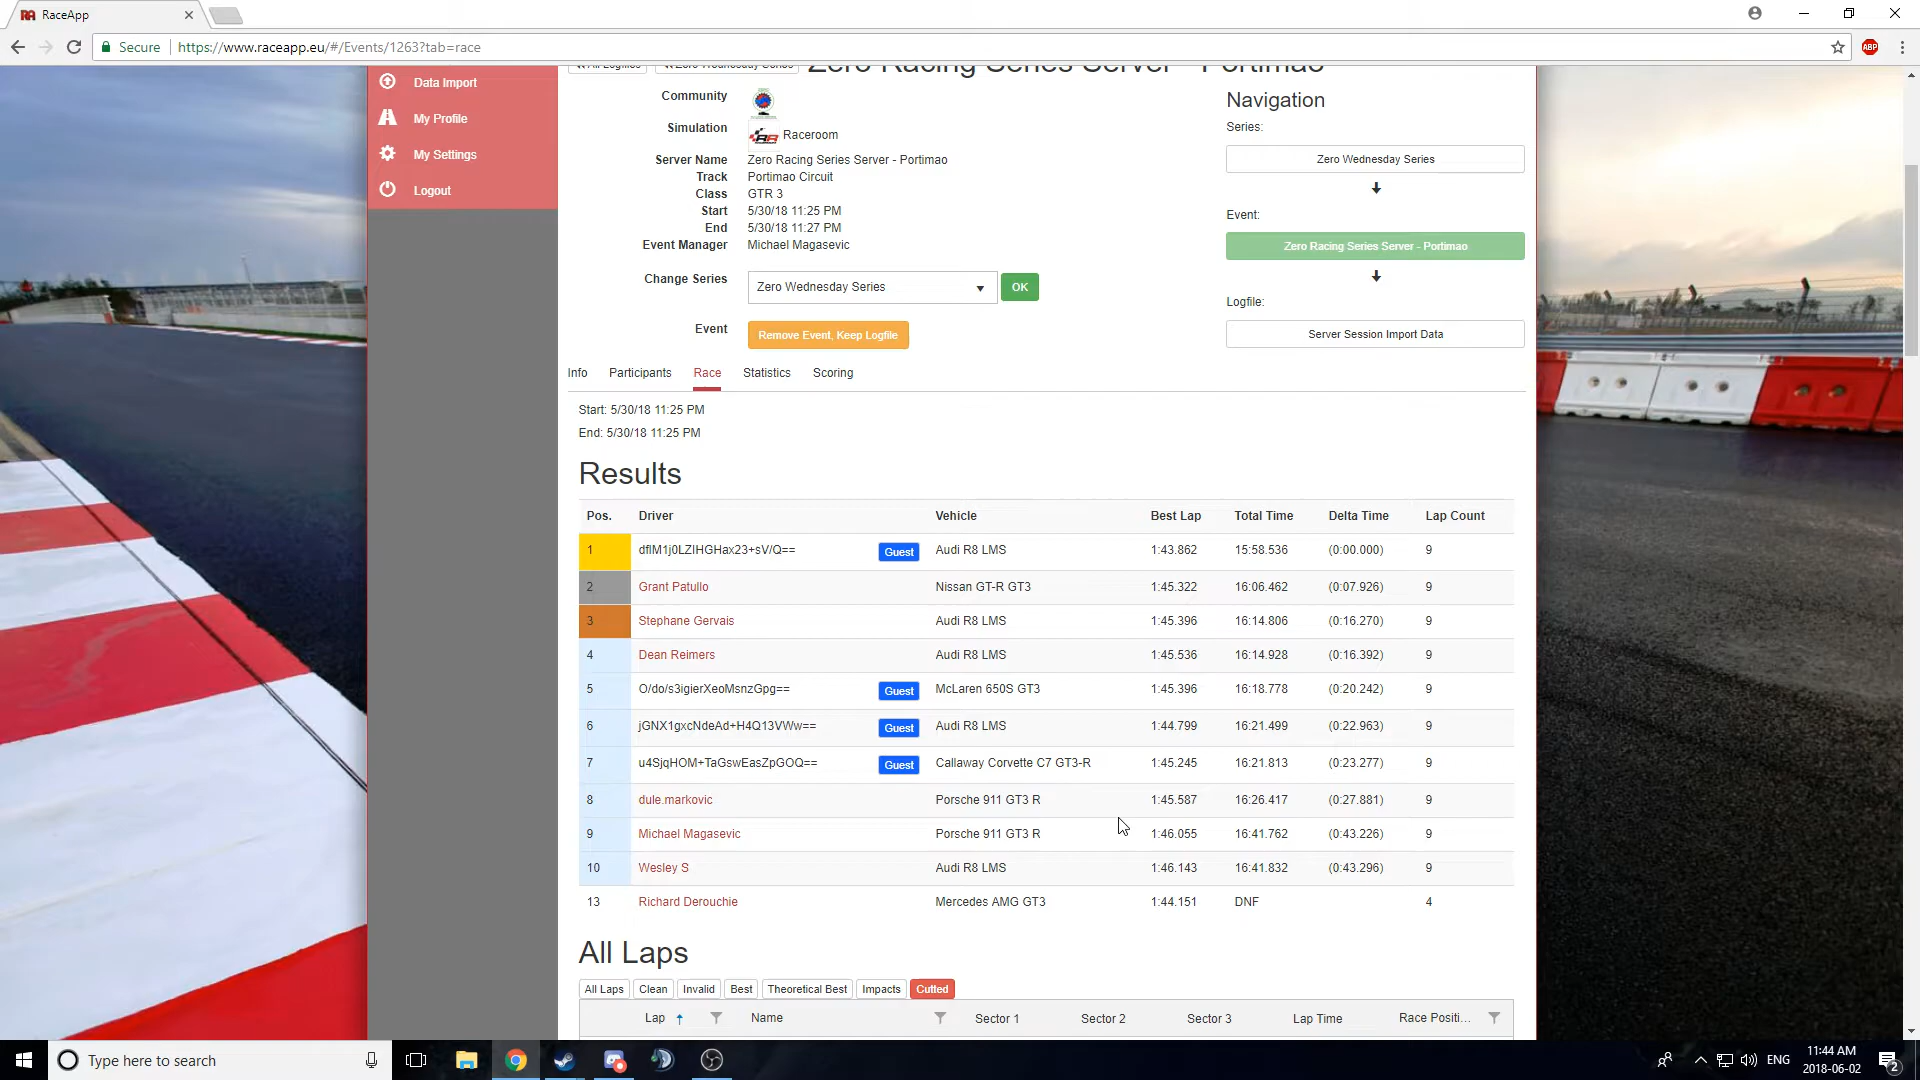 RaceApp
Secure
https://www.raceapp.eu/#/Events/1263?tab=race
ABP
Data Import
My Profile
My Settings
Logout
Zero Racing Series Server - Portimao
Community
Simulation Raceroom
Server Name Zero Racing Series Server - Portimao
Track Portimao Circuit
Class GTR 3
Start 5/30/18 11:25 PM
End 5/30/18 11:27 PM
Event Manager Michael Magasevic
Change Series Zero Wednesday Series OK
Event Remove Event, Keep Logfile
Navigation
Series:
Zero Wednesday Series
Event:
Zero Racing Series Server - Portimao
Logfile:
Server Session Import Data
Info Participants Race Statistics Scoring
Start: 5/30/18 11:25 PM
End: 5/30/18 11:25 PM
Results
Pos. Driver Vehicle Best Lap Total Time Delta Time Lap Count
1 dflM1j0LZIHGHax23+sV/Q== Guest Audi R8 LMS 1:43.862 15:58.536 (0:00.000) 9
2 Grant Patullo Nissan GT-R GT3 1:45.322 16:06.462 (0:07.926) 9
3 Stephane Gervais Audi R8 LMS 1:45.396 16:14.806 (0:16.270) 9
4 Dean Reimers Audi R8 LMS 1:45.536 16:14.928 (0:16.392) 9
5 O/do/s3igierXeoMsnzGpg== Guest McLaren 650S GT3 1:45.396 16:18.778 (0:20.242) 9
6 jGNX1gxcNdeAd+H4Q13VWw== Guest Audi R8 LMS 1:44.799 16:21.499 (0:22.963) 9
7 u4SjqHOM+TaGswEasZpGOQ== Guest Callaway Corvette C7 GT3-R 1:45.245 16:21.813 (0:23.277) 9
8 dule.markovic Porsche 911 GT3 R 1:45.587 16:26.417 (0:27.881) 9
9 Michael Magasevic Porsche 911 GT3 R 1:46.055 16:41.762 (0:43.226) 9
10 Wesley S Audi R8 LMS 1:46.143 16:41.832 (0:43.296) 9
13 Richard Derouchie Mercedes AMG GT3 1:44.151 DNF 4
All Laps
All Laps Clean Invalid Best Theoretical Best Impacts Cutted
Lap Name Sector 1 Sector 2 Sector 3 Lap Time Race Positi...
Type here to search
ENG
11:44 AM
2018-06-02
2